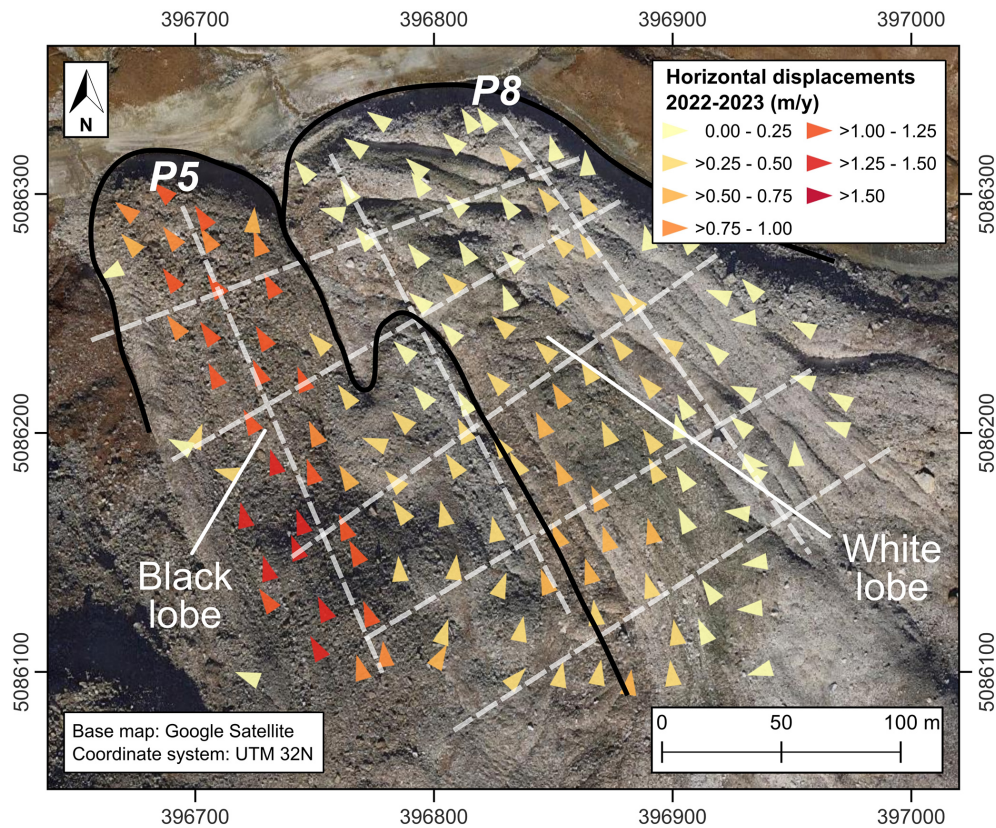 396700 396800 396900 397000
P8
P5
N
Horizontal displacements
2022-2023 (m/y)
0.00 - 0.25 >1.00 - 1.25
>0.25 - 0.50 >1.25 - 1.50
>0.50 - 0.75 >1.50
>0.75 - 1.00
5086300 5086300
5086200 5086200
White
lobe
Black
lobe
5086100 5086100
Base map: Google Satellite
Coordinate system: UTM 32N
0 50 100 m
396700 396800 396900 397000